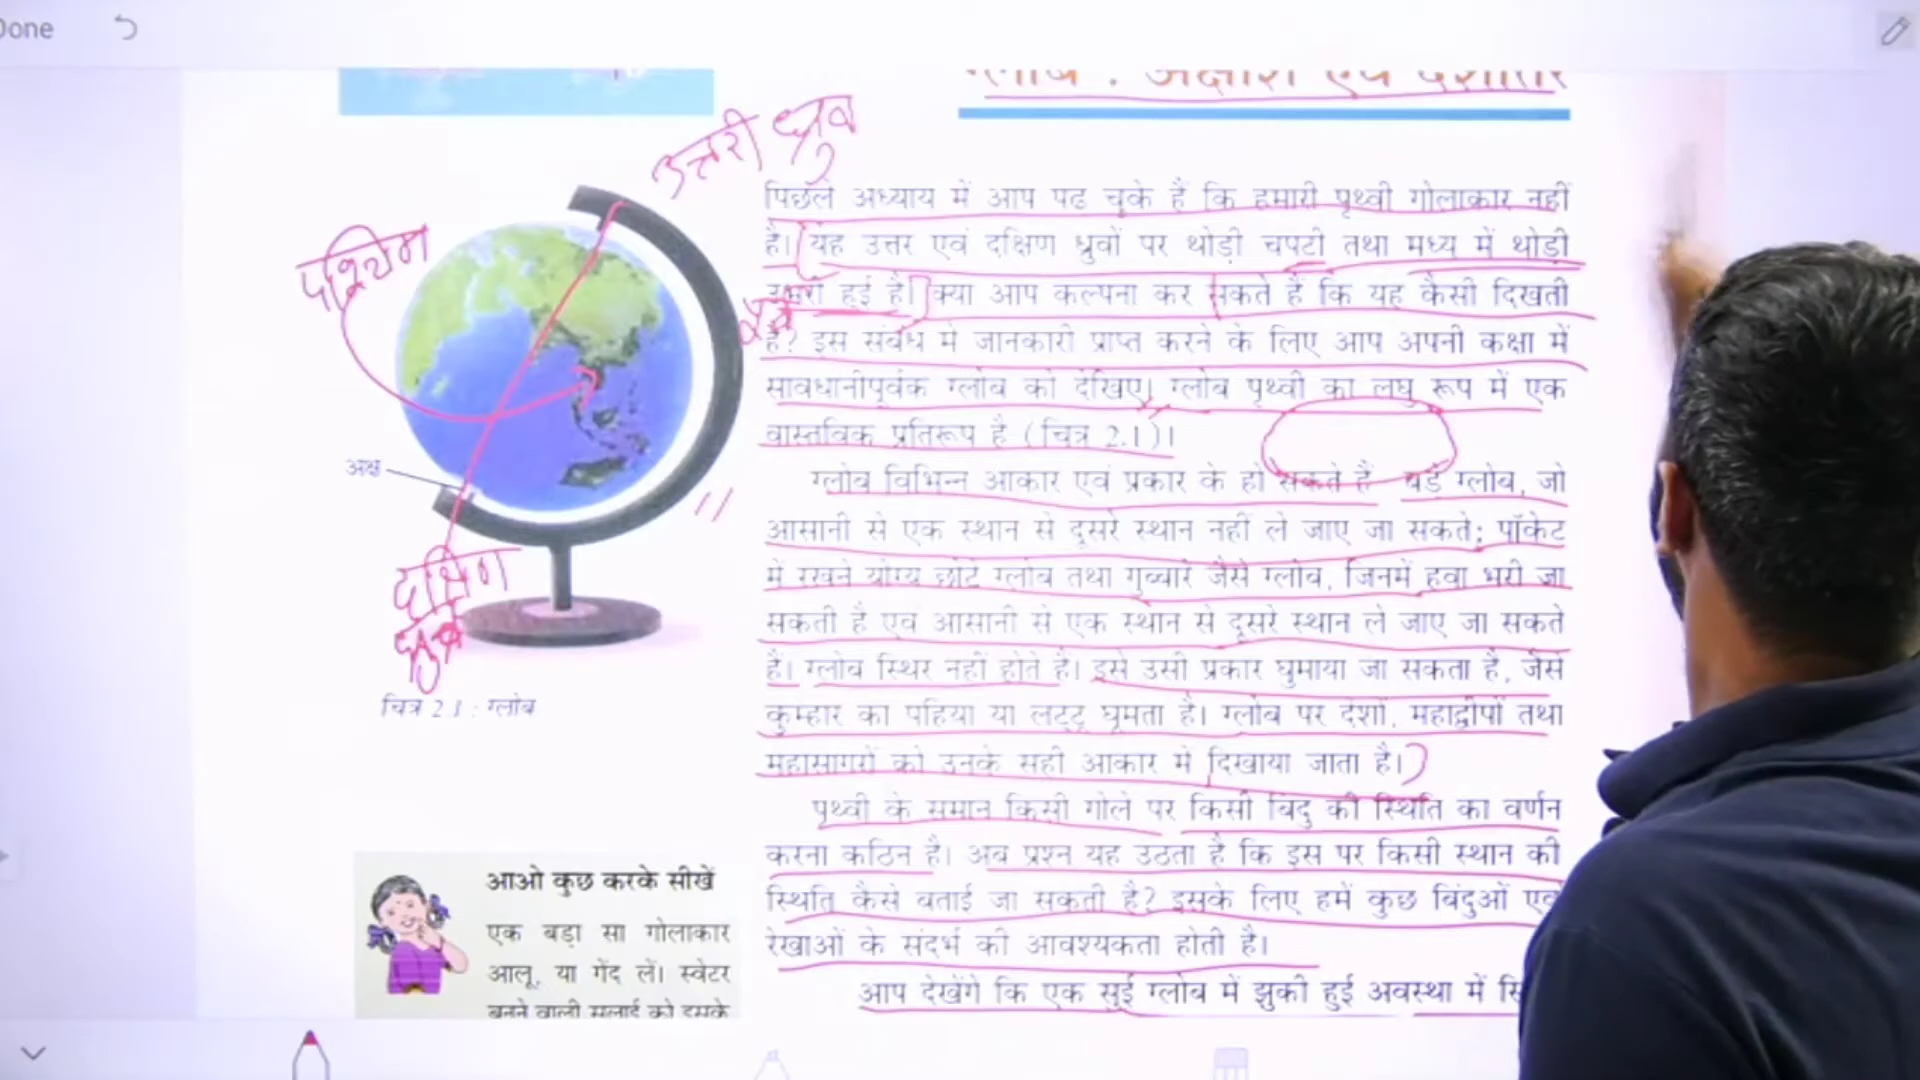 Done
ग्लोब : अक्षांश एवं देशांतर
उत्तरी ध्रुव
पश्चिम
पिछले अध्याय में आप पढ़ चुके हैं कि हमारी पृथ्वी गोलाकार नहीं
है। यह उत्तर एवं दक्षिण ध्रुवों पर थोड़ी चपटी तथा मध्य में थोड़ी
उभरी हुई है। क्या आप कल्पना कर सकते हैं कि यह कैसी दिखती
है? इस संबंध में जानकारी प्राप्त करने के लिए आप अपनी कक्षा में
सावधानीपूर्वक ग्लोब को देखिए। ग्लोब पृथ्वी का लघु रूप में एक
वास्तविक प्रतिरूप है (चित्र 2.1)।
अक्ष
ग्लोब विभिन्न आकार एवं प्रकार के हो सकते हैं बड़े ग्लोब, जो
आसानी से एक स्थान से दूसरे स्थान नहीं ले जाए जा सकते; पॉकेट
में रखने योग्य छोटे ग्लोब तथा गुब्बारे जैसे ग्लोब, जिनमें हवा भरी जा
सकती है एवं आसानी से एक स्थान से दूसरे स्थान ले जाए जा सकते
हैं। ग्लोब स्थिर नहीं होते हैं। इसे उसी प्रकार घुमाया जा सकता है, जैसे
कुम्हार का पहिया या लट्टू घूमता है। ग्लोब पर देशों, महाद्वीपों तथा
महासागरों को उनके सही आकार में दिखाया जाता है।
दक्षिण
ध्रुव
चित्र 2.1 : ग्लोब
पृथ्वी के समान किसी गोले पर किसी बिंदु की स्थिति का वर्णन
करना कठिन है। अब प्रश्न यह उठता है कि इस पर किसी स्थान की
स्थिति कैसे बताई जा सकती है? इसके लिए हमें कुछ बिंदुओं एवं
रेखाओं के संदर्भ की आवश्यकता होती है।
आप देखेंगे कि एक सुई ग्लोब में झुकी हुई अवस्था में
आओ कुछ करके सीखें
एक बड़ा सा गोलाकार
आलू, या गेंद लें। स्वेटर
बुनने वाली सलाई को इसके